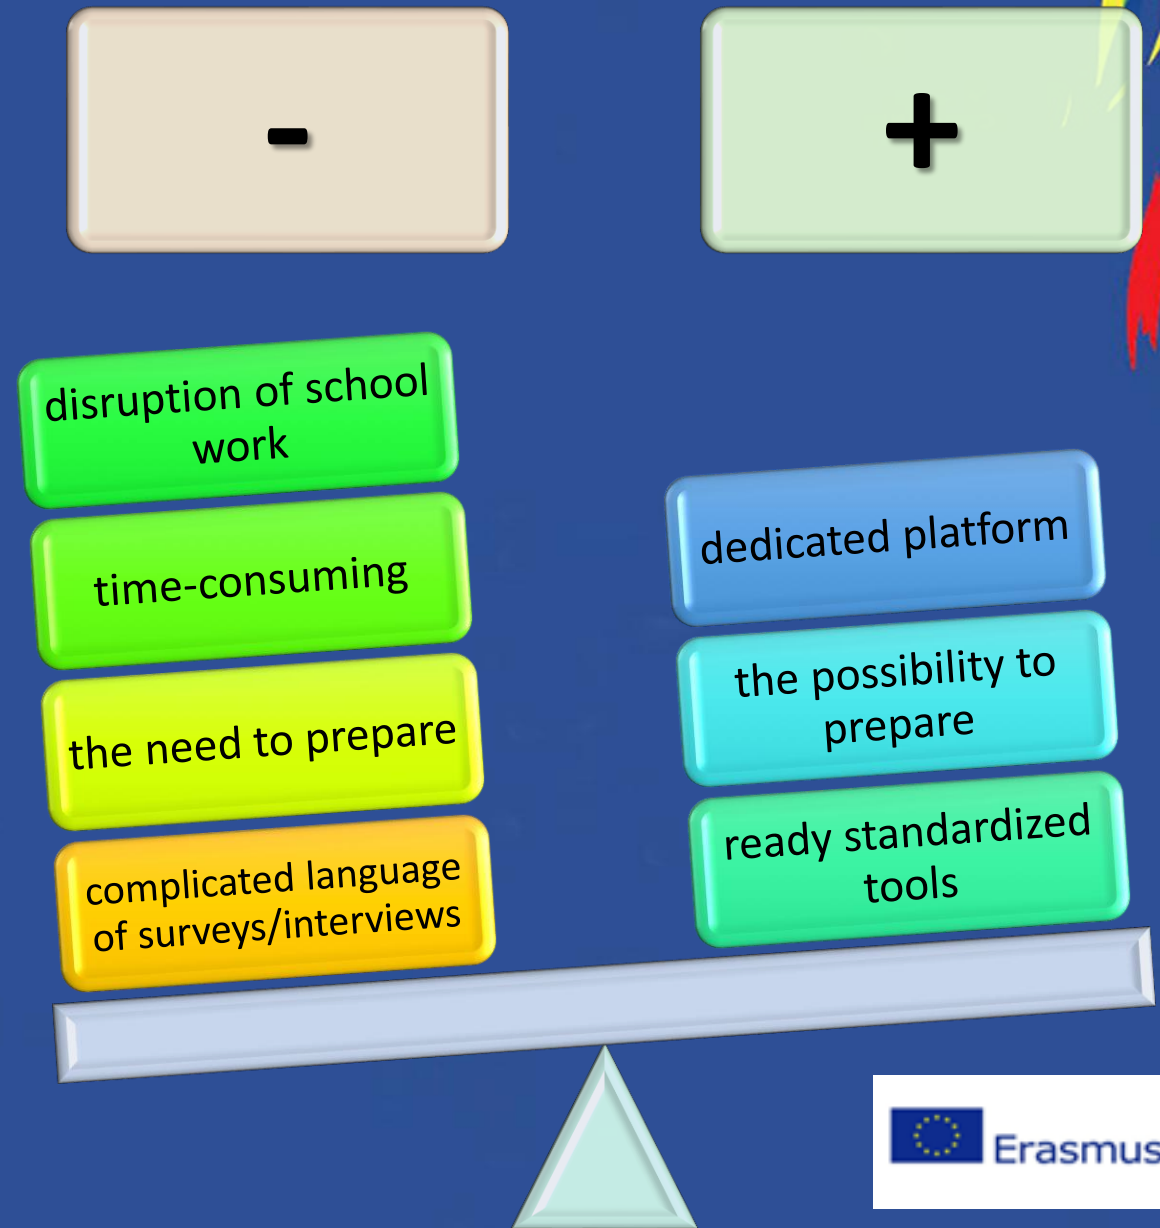 -
+
disruption of school
work
time-consuming
the need to prepare
complicated language
of surveys/interviews
dedicated platform
the possibility to
prepare
ready standardized
tools
Erasmus